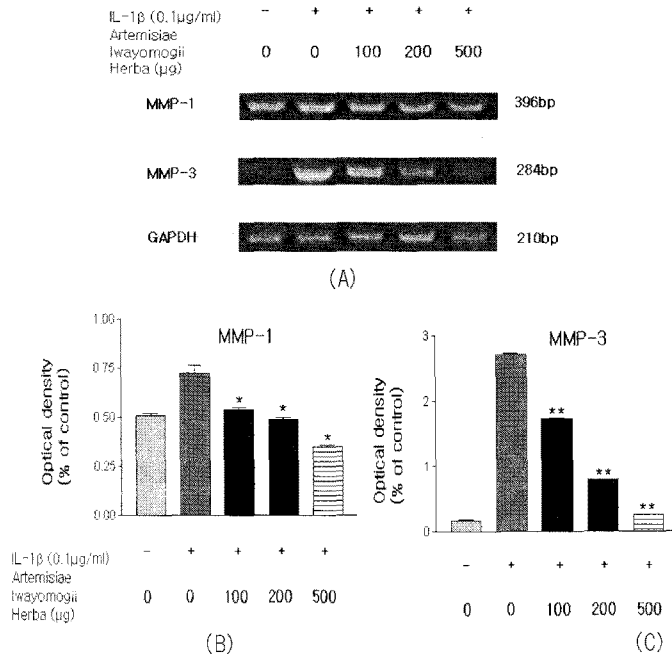 IL-1β (0.1μg/ml) - + + + +
Artemisiae
Iwayomogii 0 0 100 200 500
Herba (μg)
MMP-1 396bp
MMP-3 284bp
GAPDH 210bp
(A)
MMP-1
Optical density
(% of control)
1.00
0.75
0.50
0.25
0.00
* * *
IL-1β (0.1μg/ml) - + + + +
Artemisiae
Iwayomogii 0 0 100 200 500
Herba (μg)
(B)
MMP-3
Optical density
(% of control)
3
2
1
0
** ** **
- + + + +
0 0 100 200 500
(C)